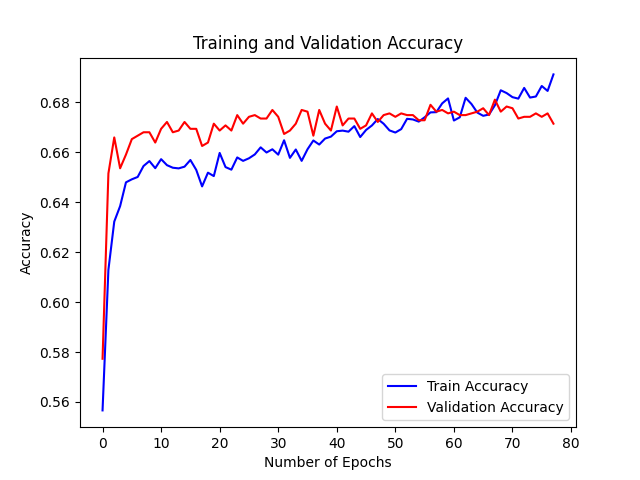 Training and Validation Accuracy
Accuracy
0.68
0.66
0.64
0.62
0.60
0.58
0.56
Train Accuracy
Validation Accuracy
0 10 20 30 40 50 60 70 80
Number of Epochs